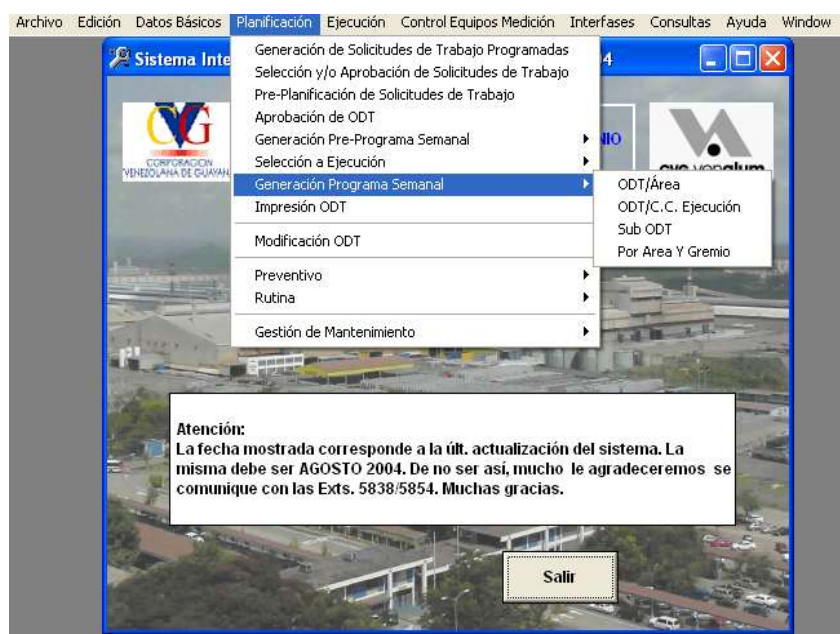 Archivo Edición Datos Básicos Planificación Ejecución Control Equipos Medición Interfases Consultas Ayuda Window
Sistema Inte
4
Generación de Solicitudes de Trabajo Programadas
Selección y/o Aprobación de Solicitudes de Trabajo
Pre-Planificación de Solicitudes de Trabajo
Aprobación de ODT
Generación Pre-Programa Semanal
Selección a Ejecución
Generación Programa Semanal
Impresión ODT
Modificación ODT
Preventivo
Rutina
Gestión de Mantenimiento
ODT/Área
ODT/C.C. Ejecución
Sub ODT
Por Area Y Gremio
CVG
CORPORACION
VENEZOLANA DE GUAYAN
NIO
cvg venalum
Atención:
La fecha mostrada corresponde a la últ. actualización del sistema. La
misma debe ser AGOSTO 2004. De no ser así, mucho le agradeceremos se
comunique con las Exts. 5838/5854. Muchas gracias.
Salir